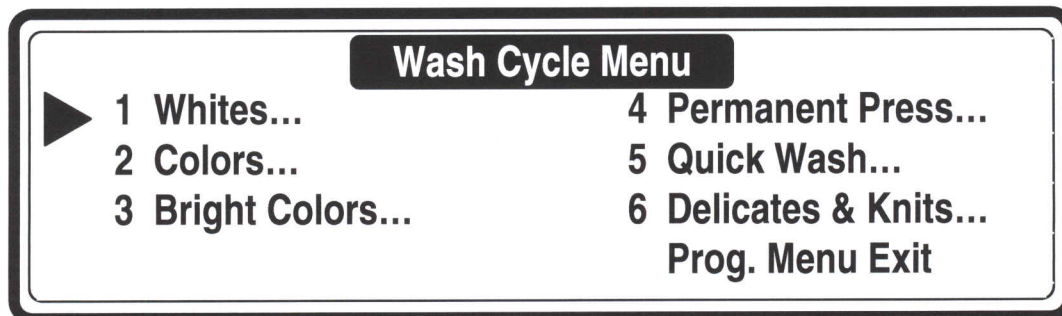 Wash Cycle Menu
1 Whites...
2 Colors...
3 Bright Colors...
4 Permanent Press...
5 Quick Wash...
6 Delicates & Knits...
Prog. Menu Exit